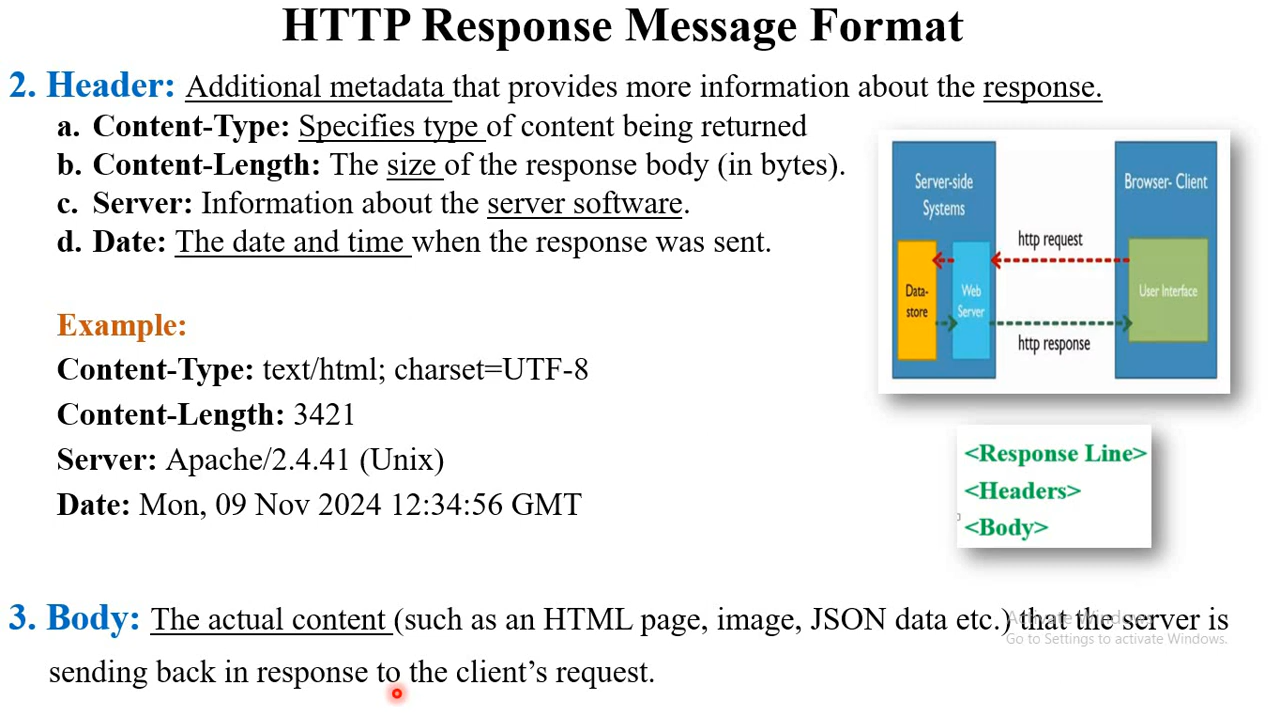 HTTP Response Message Format
2. Header: Additional metadata that provides more information about the response.
a. Content-Type: Specifies type of content being returned
b. Content-Length: The size of the response body (in bytes).
c. Server: Information about the server software.
d. Date: The date and time when the response was sent.
Server-side
Systems
Browser- Client
http request
Data-
store
Web
Server
User Interface
http response
Example:
Content-Type: text/html; charset=UTF-8
Content-Length: 3421
Server: Apache/2.4.41 (Unix)
Date: Mon, 09 Nov 2024 12:34:56 GMT
<Response Line>
<Headers>
<Body>
3. Body: The actual content (such as an HTML page, image, JSON data etc.) that the server is
sending back in response to the client’s request.
Activate Windows
Go to Settings to activate Windows.